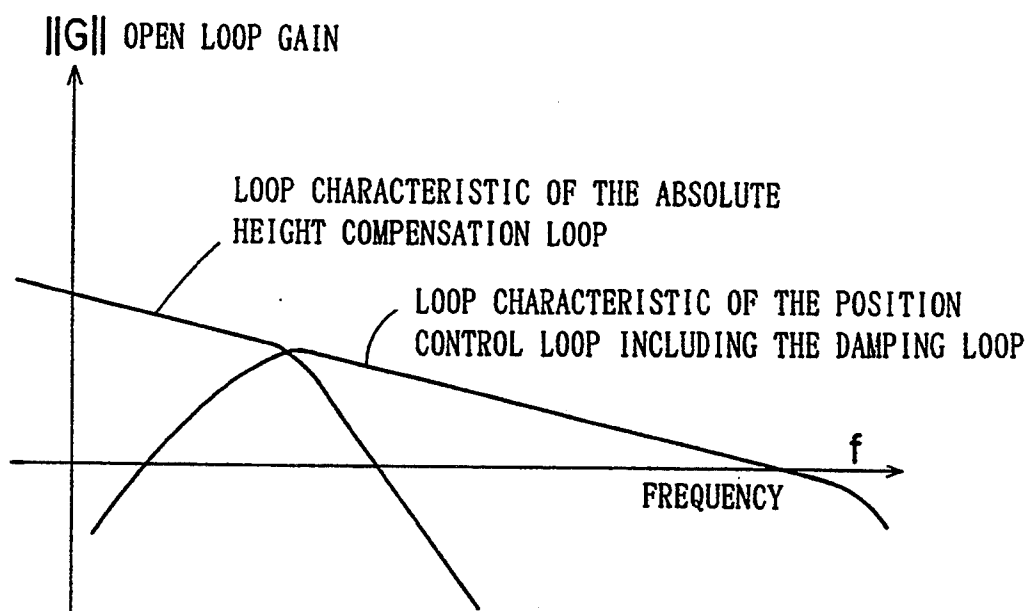 ||G|| OPEN LOOP GAIN
LOOP CHARACTERISTIC OF THE ABSOLUTE
HEIGHT COMPENSATION LOOP
LOOP CHARACTERISTIC OF THE POSITION
CONTROL LOOP INCLUDING THE DAMPING LOOP
f
FREQUENCY